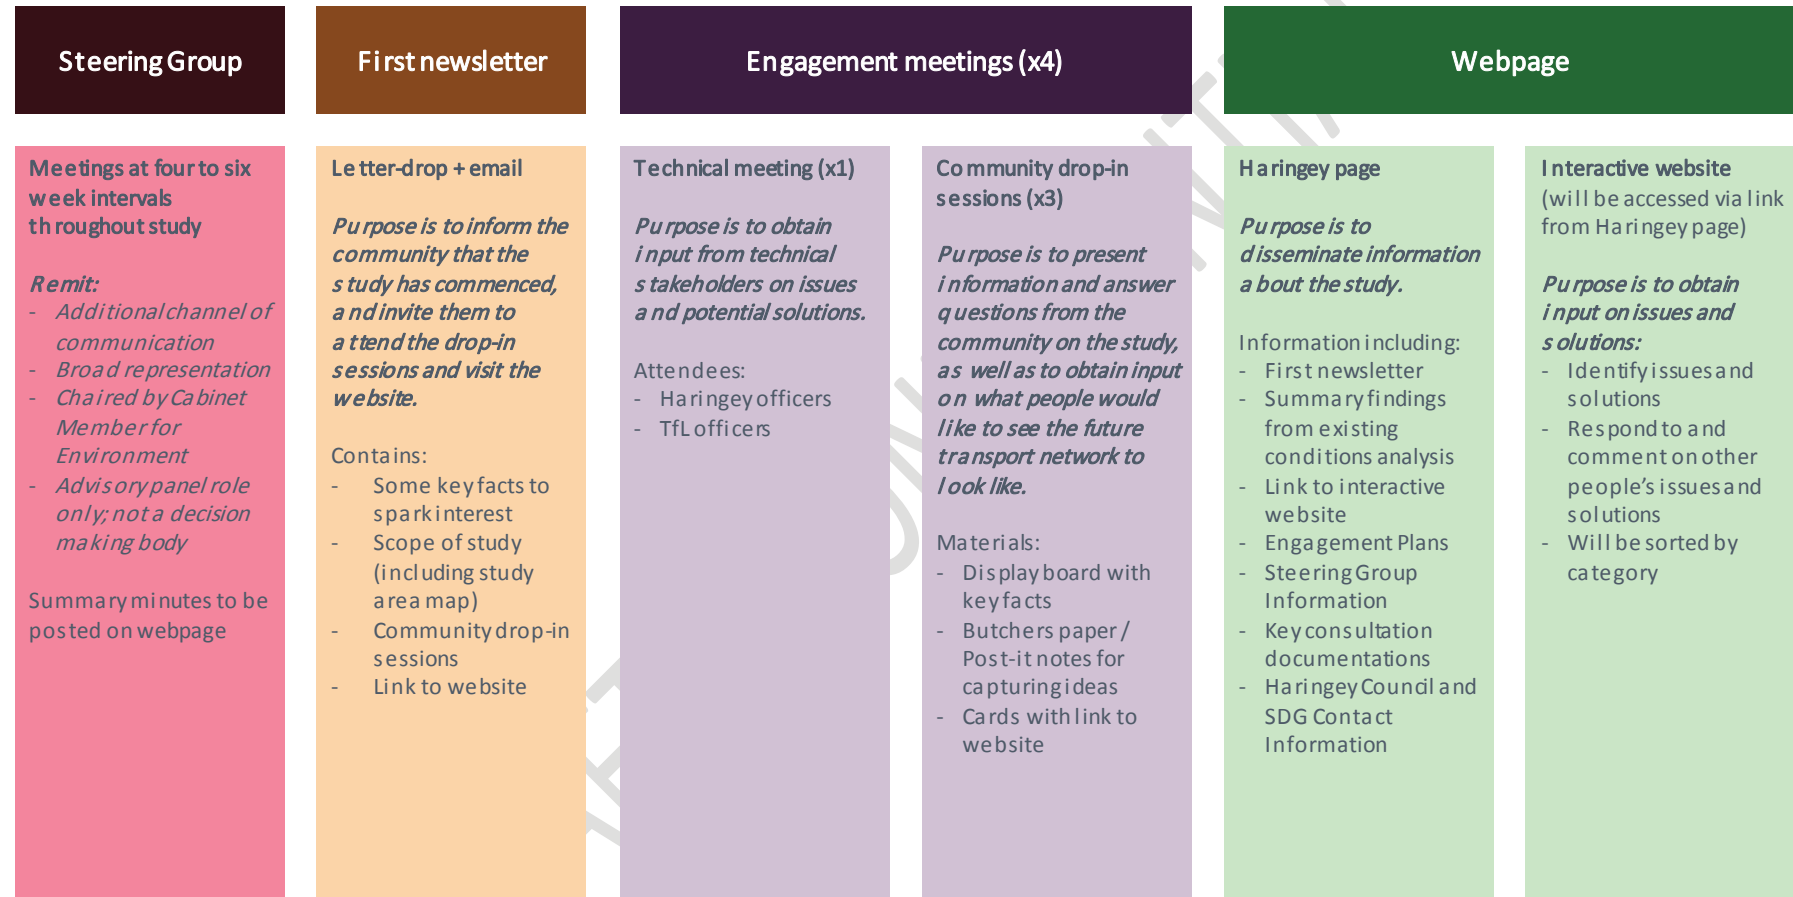 Steering Group
First newsletter
Engagement meetings (x4)
Webpage
Meetings at four to six
week intervals
throughout study
Remit:
- Additional channel of
communication
- Broad representation
- Chaired by Cabinet
Member for
Environment
- Advisory panel role
only; not a decision
making body
Summary minutes to be
posted on webpage
Letter-drop + email
Purpose is to inform the
community that the
study has commenced,
and invite them to
attend the drop-in
sessions and visit the
website.
Contains:
- Some key facts to
spark interest
- Scope of study
(including study
area map)
- Community drop-in
sessions
- Link to website
Technical meeting (x1)
Purpose is to obtain
input from technical
stakeholders on issues
and potential solutions.
Attendees:
- Haringey officers
- TfL officers
Community drop-in
sessions (x3)
Purpose is to present
information and answer
questions from the
community on the study,
as well as to obtain input
on what people would
like to see the future
transport network to
look like.
Materials:
- Display board with
key facts
- Butchers paper /
Post-it notes for
capturing ideas
- Cards with link to
website
Haringey page
Purpose is to
disseminate information
about the study.
Information including:
- First newsletter
- Summary findings
from existing
conditions analysis
- Link to interactive
website
- Engagement Plans
- Steering Group
Information
- Key consultation
documentations
- Haringey Council and
SDG Contact
Information
Interactive website
(will be accessed via link
from Haringey page)
Purpose is to obtain
input on issues and
solutions:
- Identify issues and
solutions
- Respond to and
comment on other
people's issues and
solutions
- Will be sorted by
category